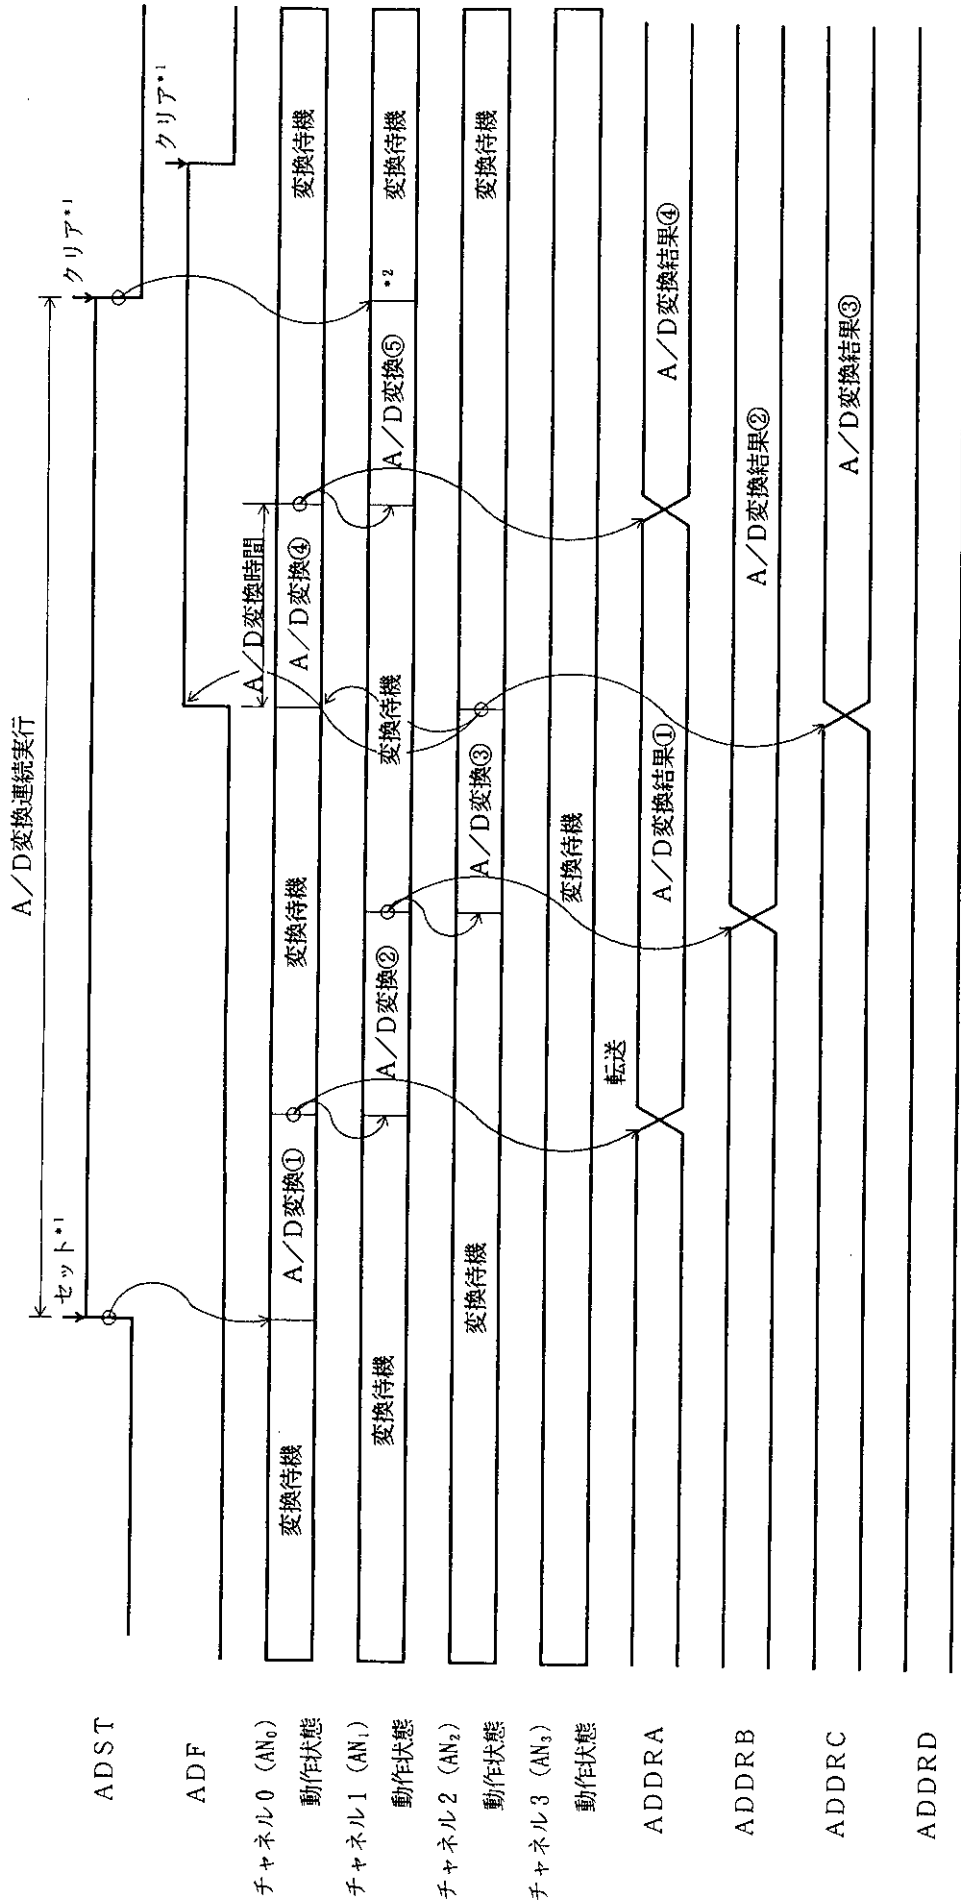 A/D変換連続実行
セット*1
クリア*1
クリア*1
ADST
ADF
A/D変換時間
チャネル0 (AN₀)
動作状態
変換待機
A/D変換①
変換待機
A/D変換④
変換待機
チャネル1 (AN₁)
動作状態
変換待機
A/D変換②
変換待機
A/D変換⑤
*2
変換待機
チャネル2 (AN₂)
動作状態
変換待機
A/D変換③
変換待機
チャネル3 (AN₃)
動作状態
変換待機
転送
ADDRA
A/D変換結果①
A/D変換結果④
ADDRB
A/D変換結果②
ADDRC
A/D変換結果③
ADDRD